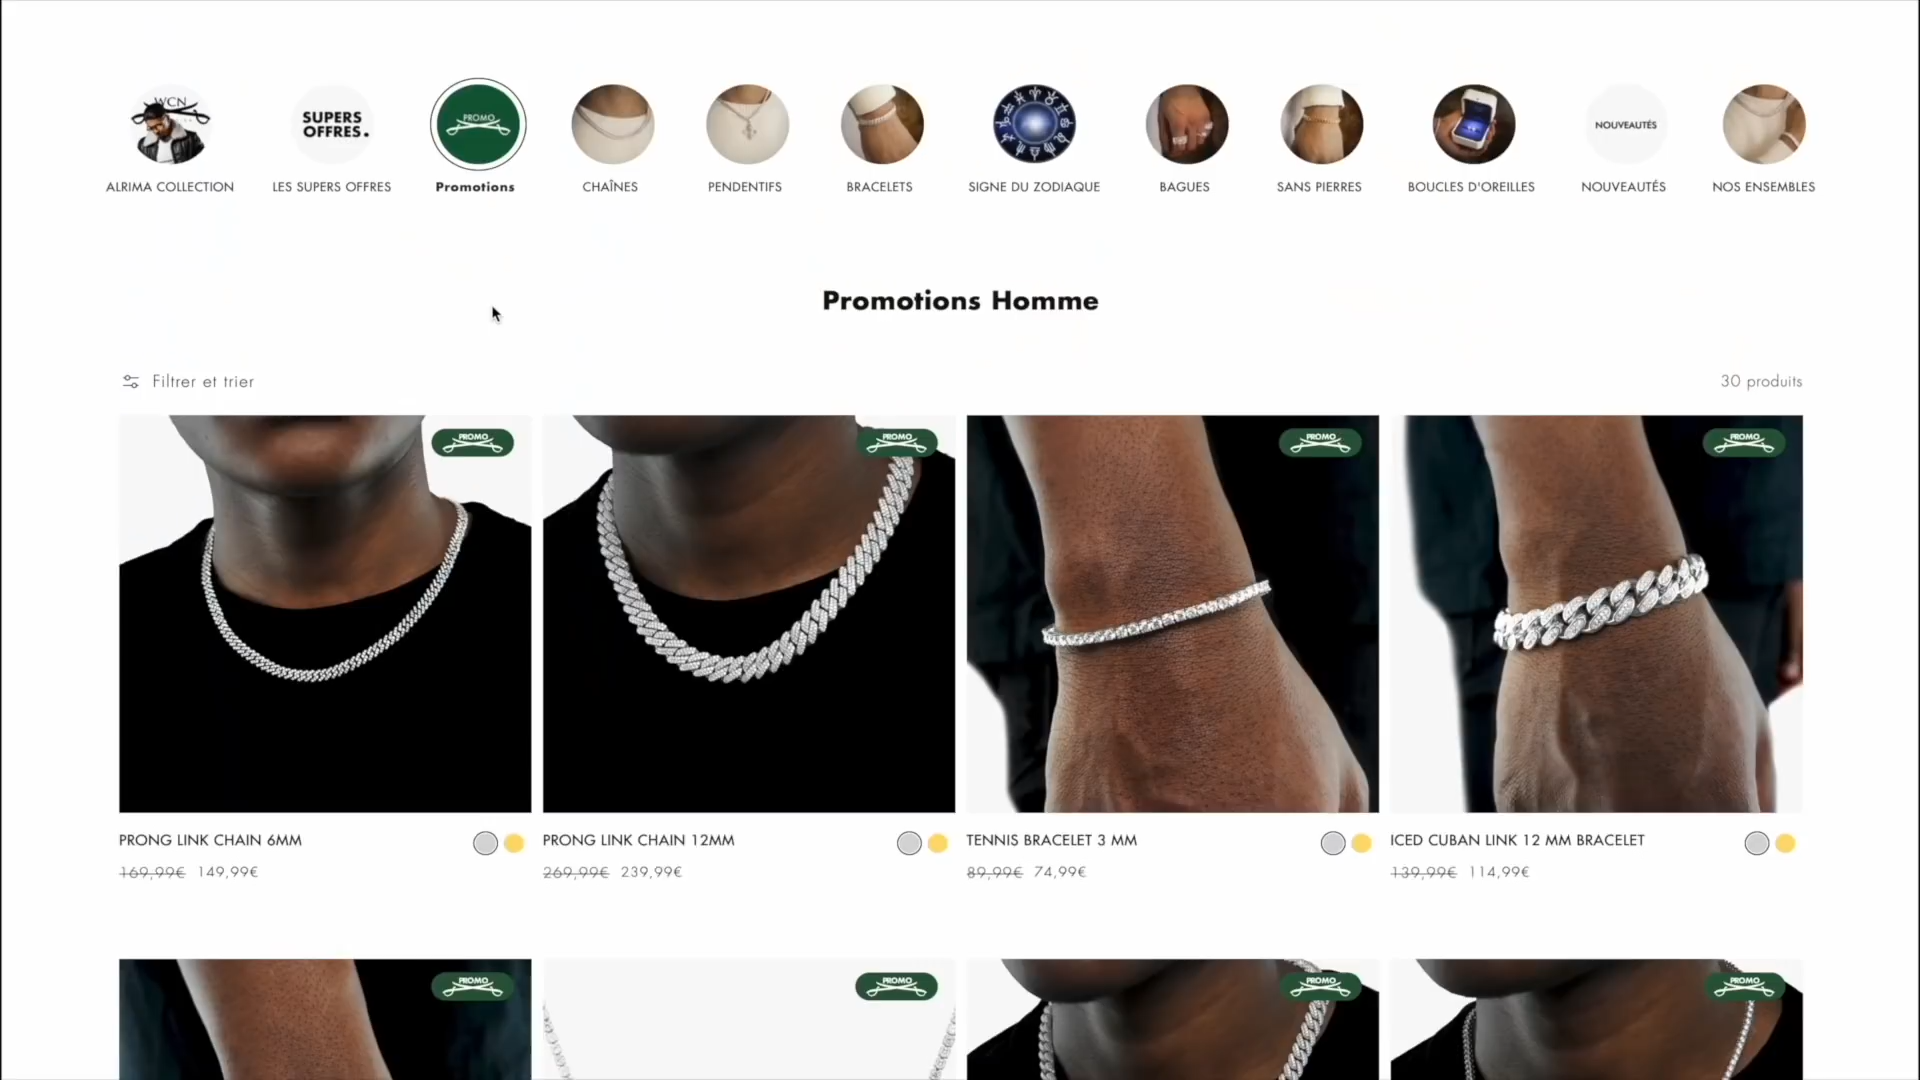 WCN
SUPERS
OFFRES.
PROMO
NOUVEAUTÉS
ALRIMA COLLECTION
LES SUPERS OFFRES
Promotions
CHAÎNES
PENDENTIFS
BRACELETS
SIGNE DU ZODIAQUE
BAGUES
SANS PIERRES
BOUCLES D'OREILLES
NOUVEAUTÉS
NOS ENSEMBLES
Promotions Homme
Filtrer et trier
30 produits
PROMO
PROMO
PROMO
PROMO
PRONG LINK CHAIN 6MM
169,99€ 149,99€
PRONG LINK CHAIN 12MM
269,99€ 239,99€
TENNIS BRACELET 3 MM
89,99€ 74,99€
ICED CUBAN LINK 12 MM BRACELET
139,99€ 114,99€
PROMO
PROMO
PROMO
PROMO